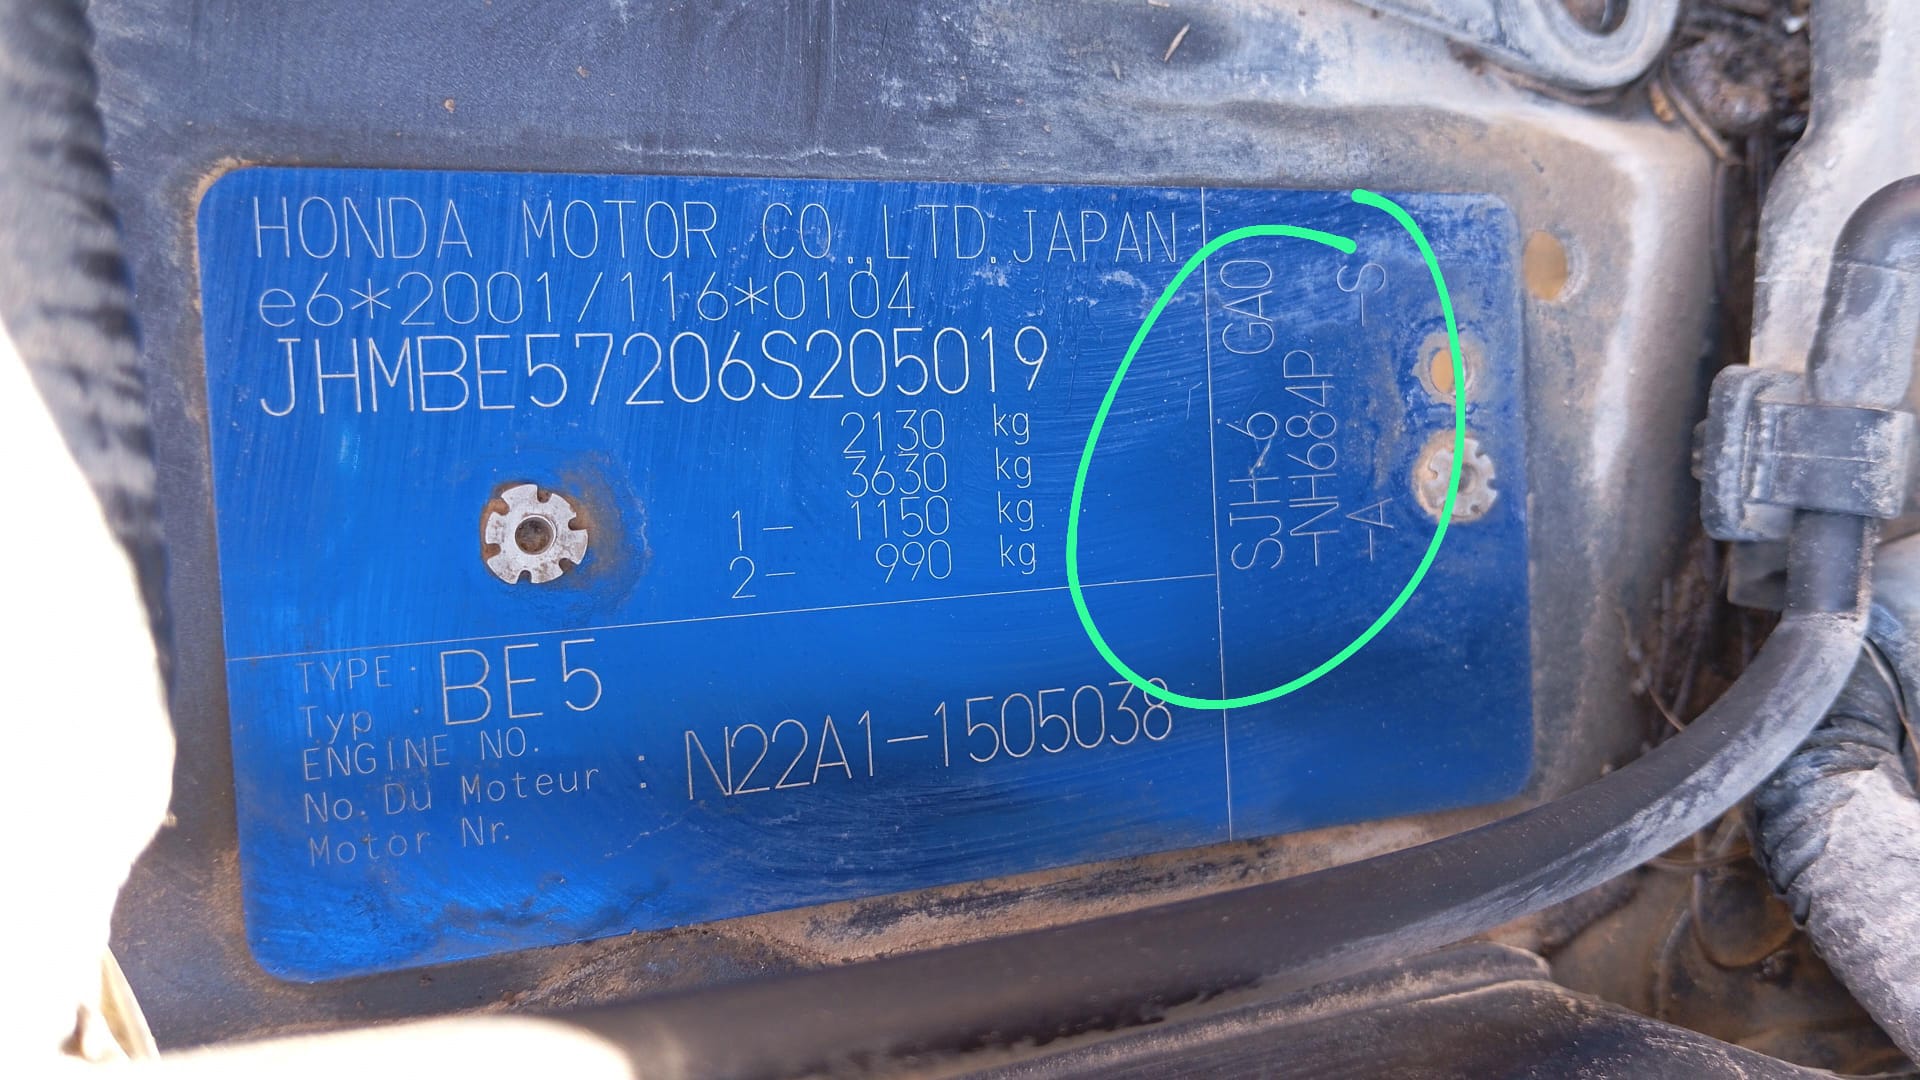 HONDA MOTOR CO.,LTD.JAPAN
e6*2001/116*0104
JHMBE57206S205019
2130 kg
3630 kg
1- 1150 kg
2- 990 kg
TYPE
Typ : BE5
ENGINE NO.
No. Du Moteur : N22A1-1505038
Motor Nr.
SJH-6 GA0
-NH684P
-A -S